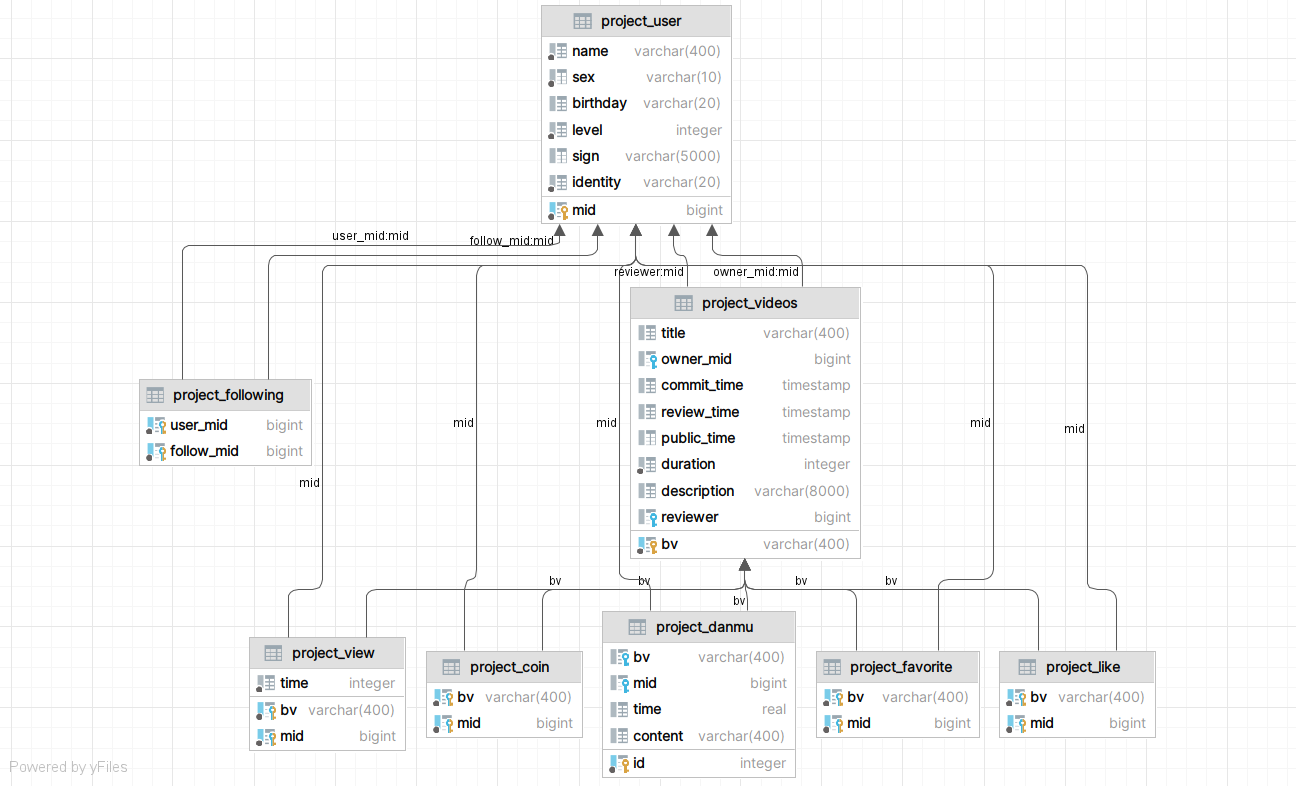 project_user
name varchar(400)
sex varchar(10)
birthday varchar(20)
level integer
sign varchar(5000)
identity varchar(20)
mid bigint
user_mid:mid
follow_mid:mid
reviewer:mid
owner_mid:mid
project_videos
title varchar(400)
owner_mid bigint
commit_time timestamp
review_time timestamp
public_time timestamp
duration integer
description varchar(8000)
reviewer bigint
bv varchar(400)
project_following
user_mid bigint
follow_mid bigint
mid
mid
mid
mid
mid
bv
bv
bv
bv
bv
project_view
time integer
bv varchar(400)
mid bigint
project_coin
bv varchar(400)
mid bigint
project_danmu
bv varchar(400)
mid bigint
time real
content varchar(400)
id integer
project_favorite
bv varchar(400)
mid bigint
project_like
bv varchar(400)
mid bigint
Powered by yFiles